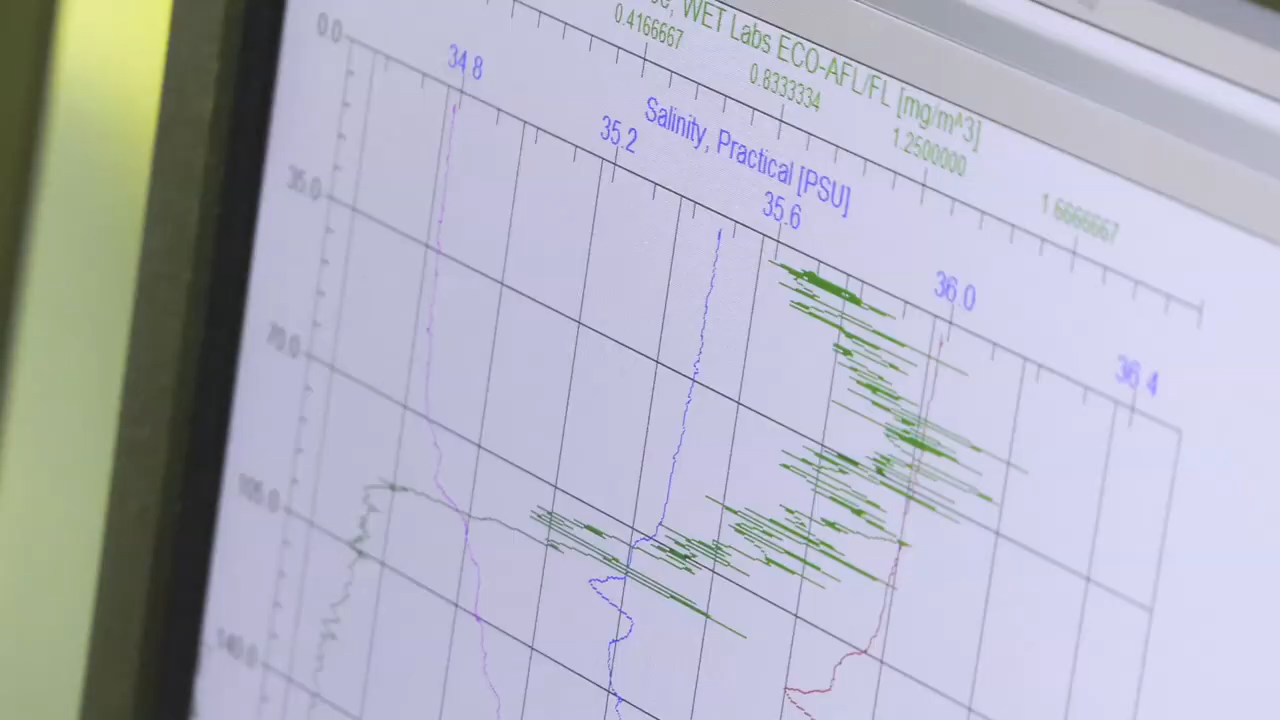 WET Labs ECO-AFL/FL [mg/m^3]
0.4166667 0.8333334 1.2500000 1.6666667
Salinity, Practical [PSU]
34.8 35.2 35.6 36.0 36.4
0.0
35.0
70.0
105.0
140.0